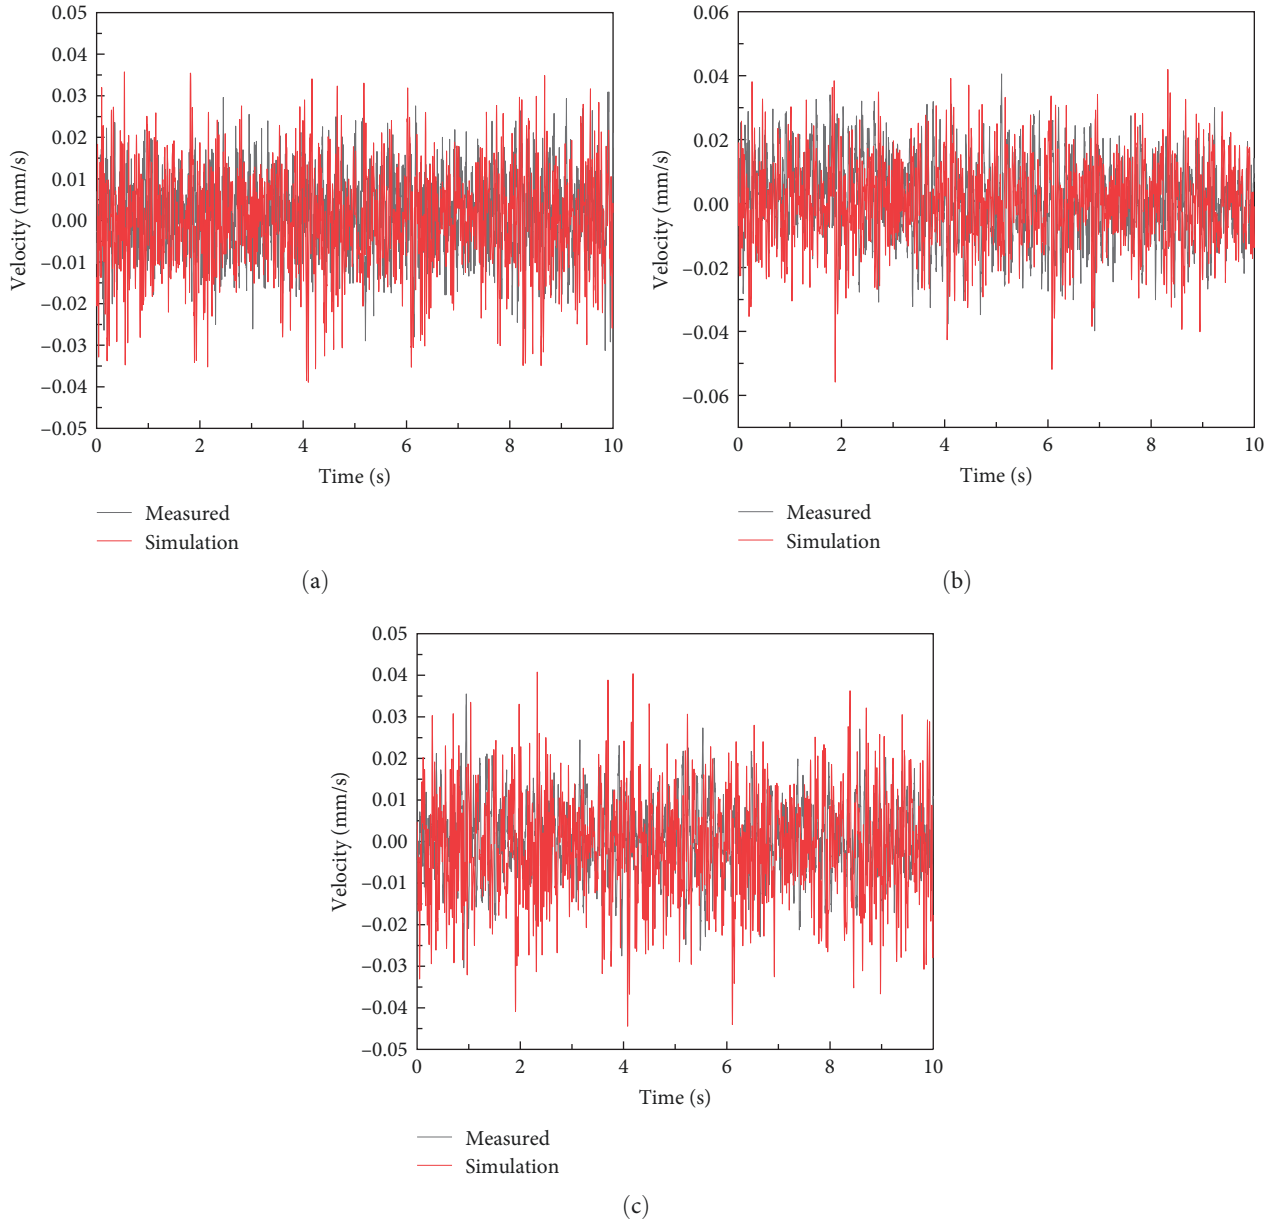 0.05
0.04
0.03
0.02
0.01
0.00
–0.01
–0.02
–0.03
–0.04
–0.05
Velocity (mm/s)
0 2 4 6 8 10
Time (s)
Measured
Simulation
(a)
0.06
0.04
0.02
0.00
–0.02
–0.04
–0.06
Velocity (mm/s)
0 2 4 6 8 10
Time (s)
Measured
Simulation
(b)
0.05
0.04
0.03
0.02
0.01
0.00
–0.01
–0.02
–0.03
–0.04
–0.05
Velocity (mm/s)
0 2 4 6 8 10
Time (s)
Measured
Simulation
(c)